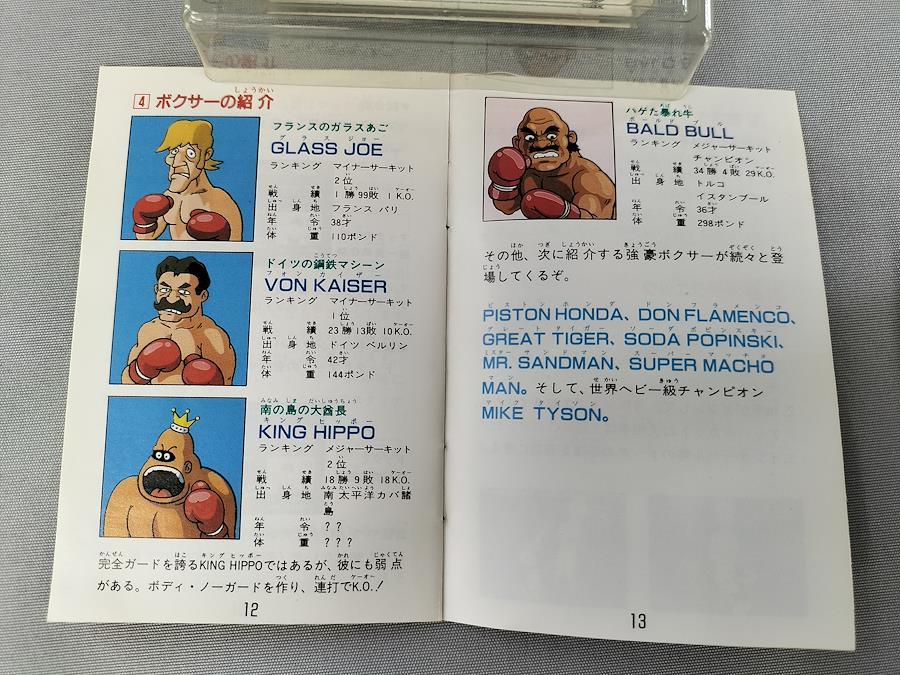 4 ボクサーの紹介
フランスのガラスあご
GLASS JOE
ランキング マイナーサーキット
2位
戦績 1勝99敗 1K.O.
出身地 フランス パリ
年令 38才
体重 110ポンド
ドイツの鋼鉄マシーン
VON KAISER
ランキング マイナーサーキット
1位
戦績 23勝13敗 10K.O.
出身地 ドイツ ベルリン
年令 42才
体重 144ポンド
南の島の大酋長
KING HIPPO
ランキング メジャーサーキット
2位
戦績 18勝9敗 18K.O.
出身地 南太平洋カバ諸
島
年令 ??
体重 ???
完全ガードを誇るKING HIPPOではあるが、彼にも弱点
がある。ボディ・ノーガードを作り、連打でK.O.!
12
ハゲた暴れ牛
BALD BULL
ランキング メジャーサーキット
チャンピオン
戦績 34勝4敗 29K.O.
出身地 トルコ
イスタンブール
年令 36才
体重 298ポンド
その他、次に紹介する強豪ボクサーが続々と登
場してくるぞ。
PISTON HONDA、DON FLAMENCO、
GREAT TIGER、SODA POPINSKI、
MR. SANDMAN、SUPER MACHO
MAN。そして、世界ヘビー級チャンピオン
MIKE TYSON。
13